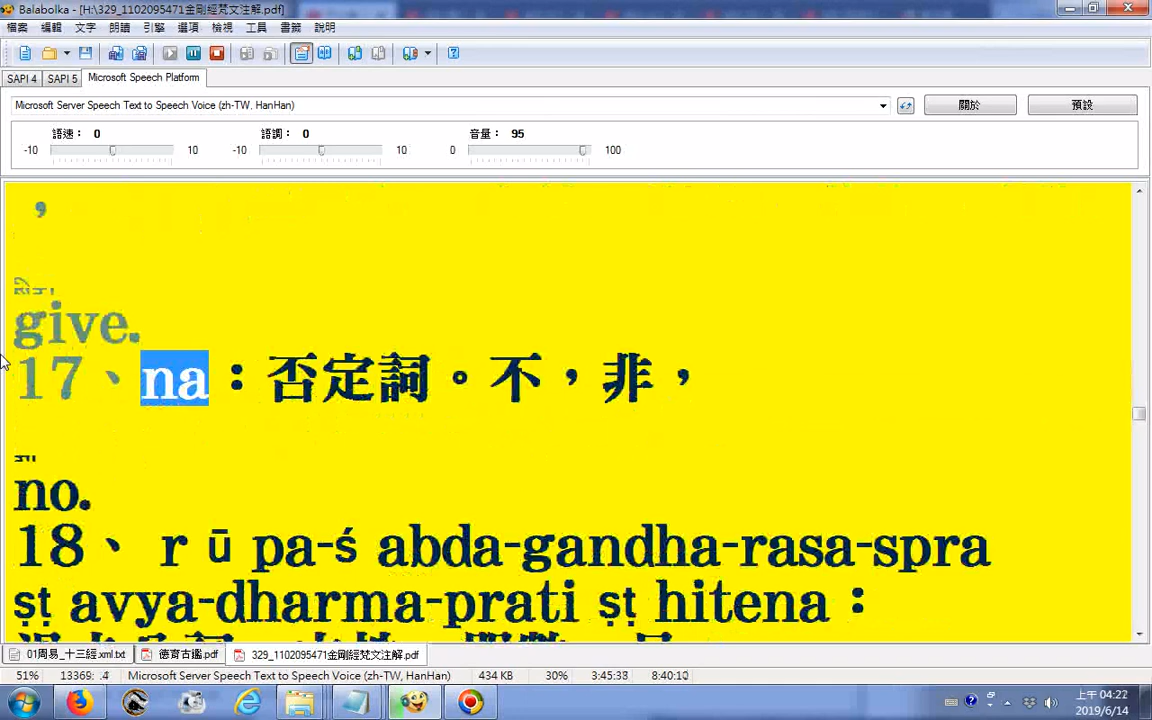 Balabolka - [H:\329_1102095471金剛經梵文注解.pdf]
檔案 編輯 文字 朗讀 引擎 選項 檢視 工具 書籤 說明
SAPI 4 SAPI 5 Microsoft Speech Platform
Microsoft Server Speech Text to Speech Voice (zh-TW, HanHan) 關於 預設
語速： 0 語調： 0 音量： 95
-10 10 -10 10 0 100
，
give.
17、na：否定詞。不，非，
no.
18、 r ū pa-ś abda-gandha-rasa-spra
ṣṭ avya-dharma-prati ṣṭ hitena：
01周易_十三經.xml.txt 德育古鑑.pdf 329_1102095471金剛經梵文注解.pdf
51% 13369: .4 Microsoft Server Speech Text to Speech Voice (zh-TW, HanHan) 434 KB 30% 3:45:33 8:40:10
上午 04:22
2019/6/14